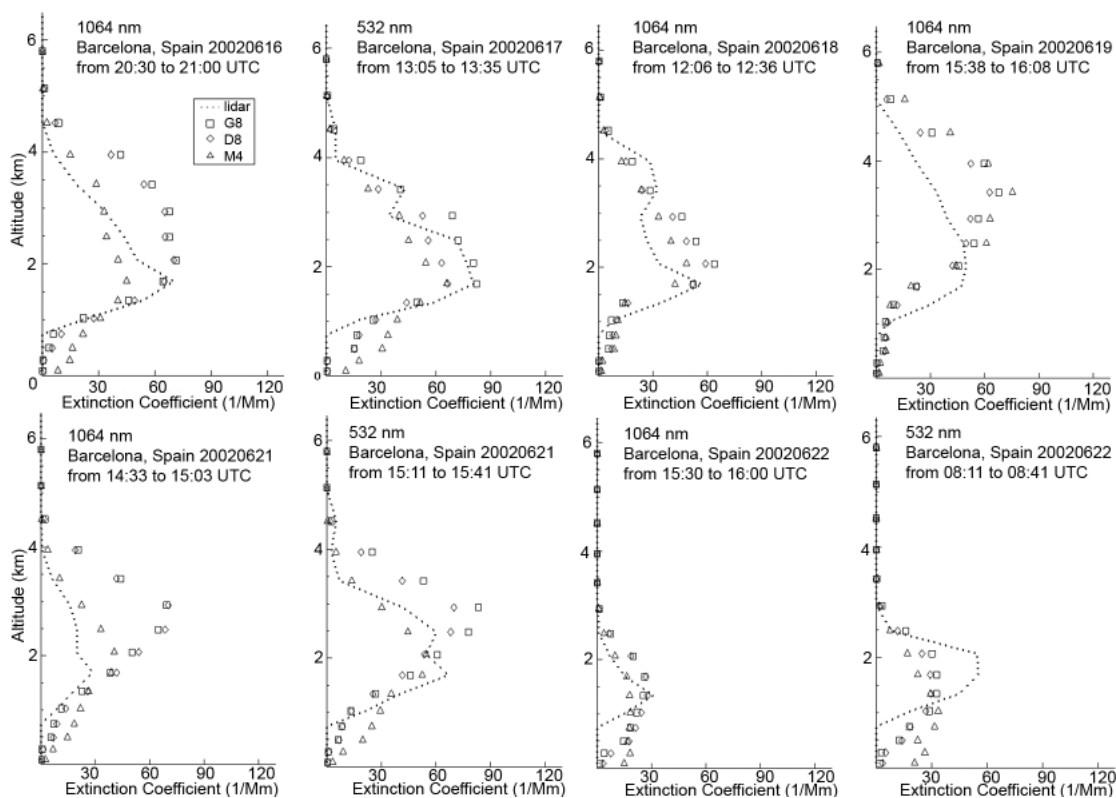 1064 nm
Barcelona, Spain 20020616
from 20:30 to 21:00 UTC
lidar
G8
D8
M4
Altitude (km)
6
4
2
0
30
60
90
120
Extinction Coefficient (1/Mm)
532 nm
Barcelona, Spain 20020617
from 13:05 to 13:35 UTC
6
4
2
0
30
60
90
120
Extinction Coefficient (1/Mm)
1064 nm
Barcelona, Spain 20020618
from 12:06 to 12:36 UTC
6
4
2
0
30
60
90
120
Extinction Coefficient (1/Mm)
1064 nm
Barcelona, Spain 20020619
from 15:38 to 16:08 UTC
6
4
2
0
30
60
90
120
Extinction Coefficient (1/Mm)
1064 nm
Barcelona, Spain 20020621
from 14:33 to 15:03 UTC
Altitude (km)
6
4
2
30
60
90
120
Extinction Coefficient (1/Mm)
532 nm
Barcelona, Spain 20020621
from 15:11 to 15:41 UTC
6
4
2
30
60
90
120
Extinction Coefficient (1/Mm)
1064 nm
Barcelona, Spain 20020622
from 15:30 to 16:00 UTC
6
4
2
30
60
90
120
Extinction Coefficient (1/Mm)
532 nm
Barcelona, Spain 20020622
from 08:11 to 08:41 UTC
6
4
2
30
60
90
120
Extinction Coefficient (1/Mm)